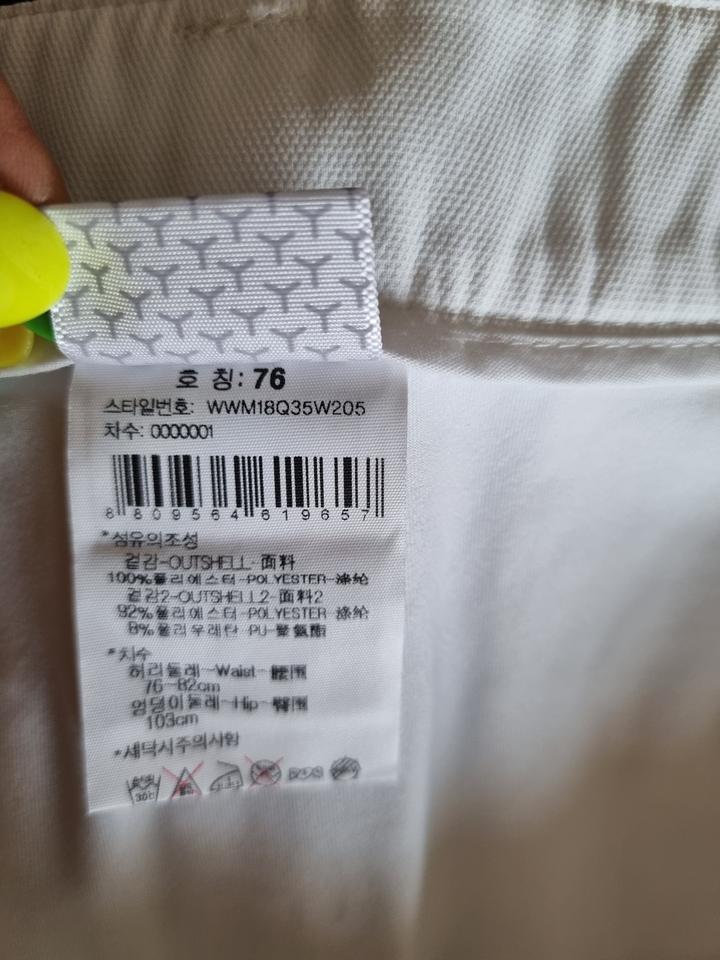 호 칭: 76
스타일번호: WWM18Q35W205
차수: 0000001
8 809564 619657
*섬유의조성
겉감-OUTSHELL-面料
100%폴리에스터-POLYESTER-涤纶
겉감2-OUTSHELL2-面料2
92%폴리에스터-POLYESTER-涤纶
8%폴리우레탄-PU-聚氨酯
*치수
허리둘레-Waist-腰围
76~82cm
엉덩이둘레-Hip-臀围
103cm
*세탁시주의사항